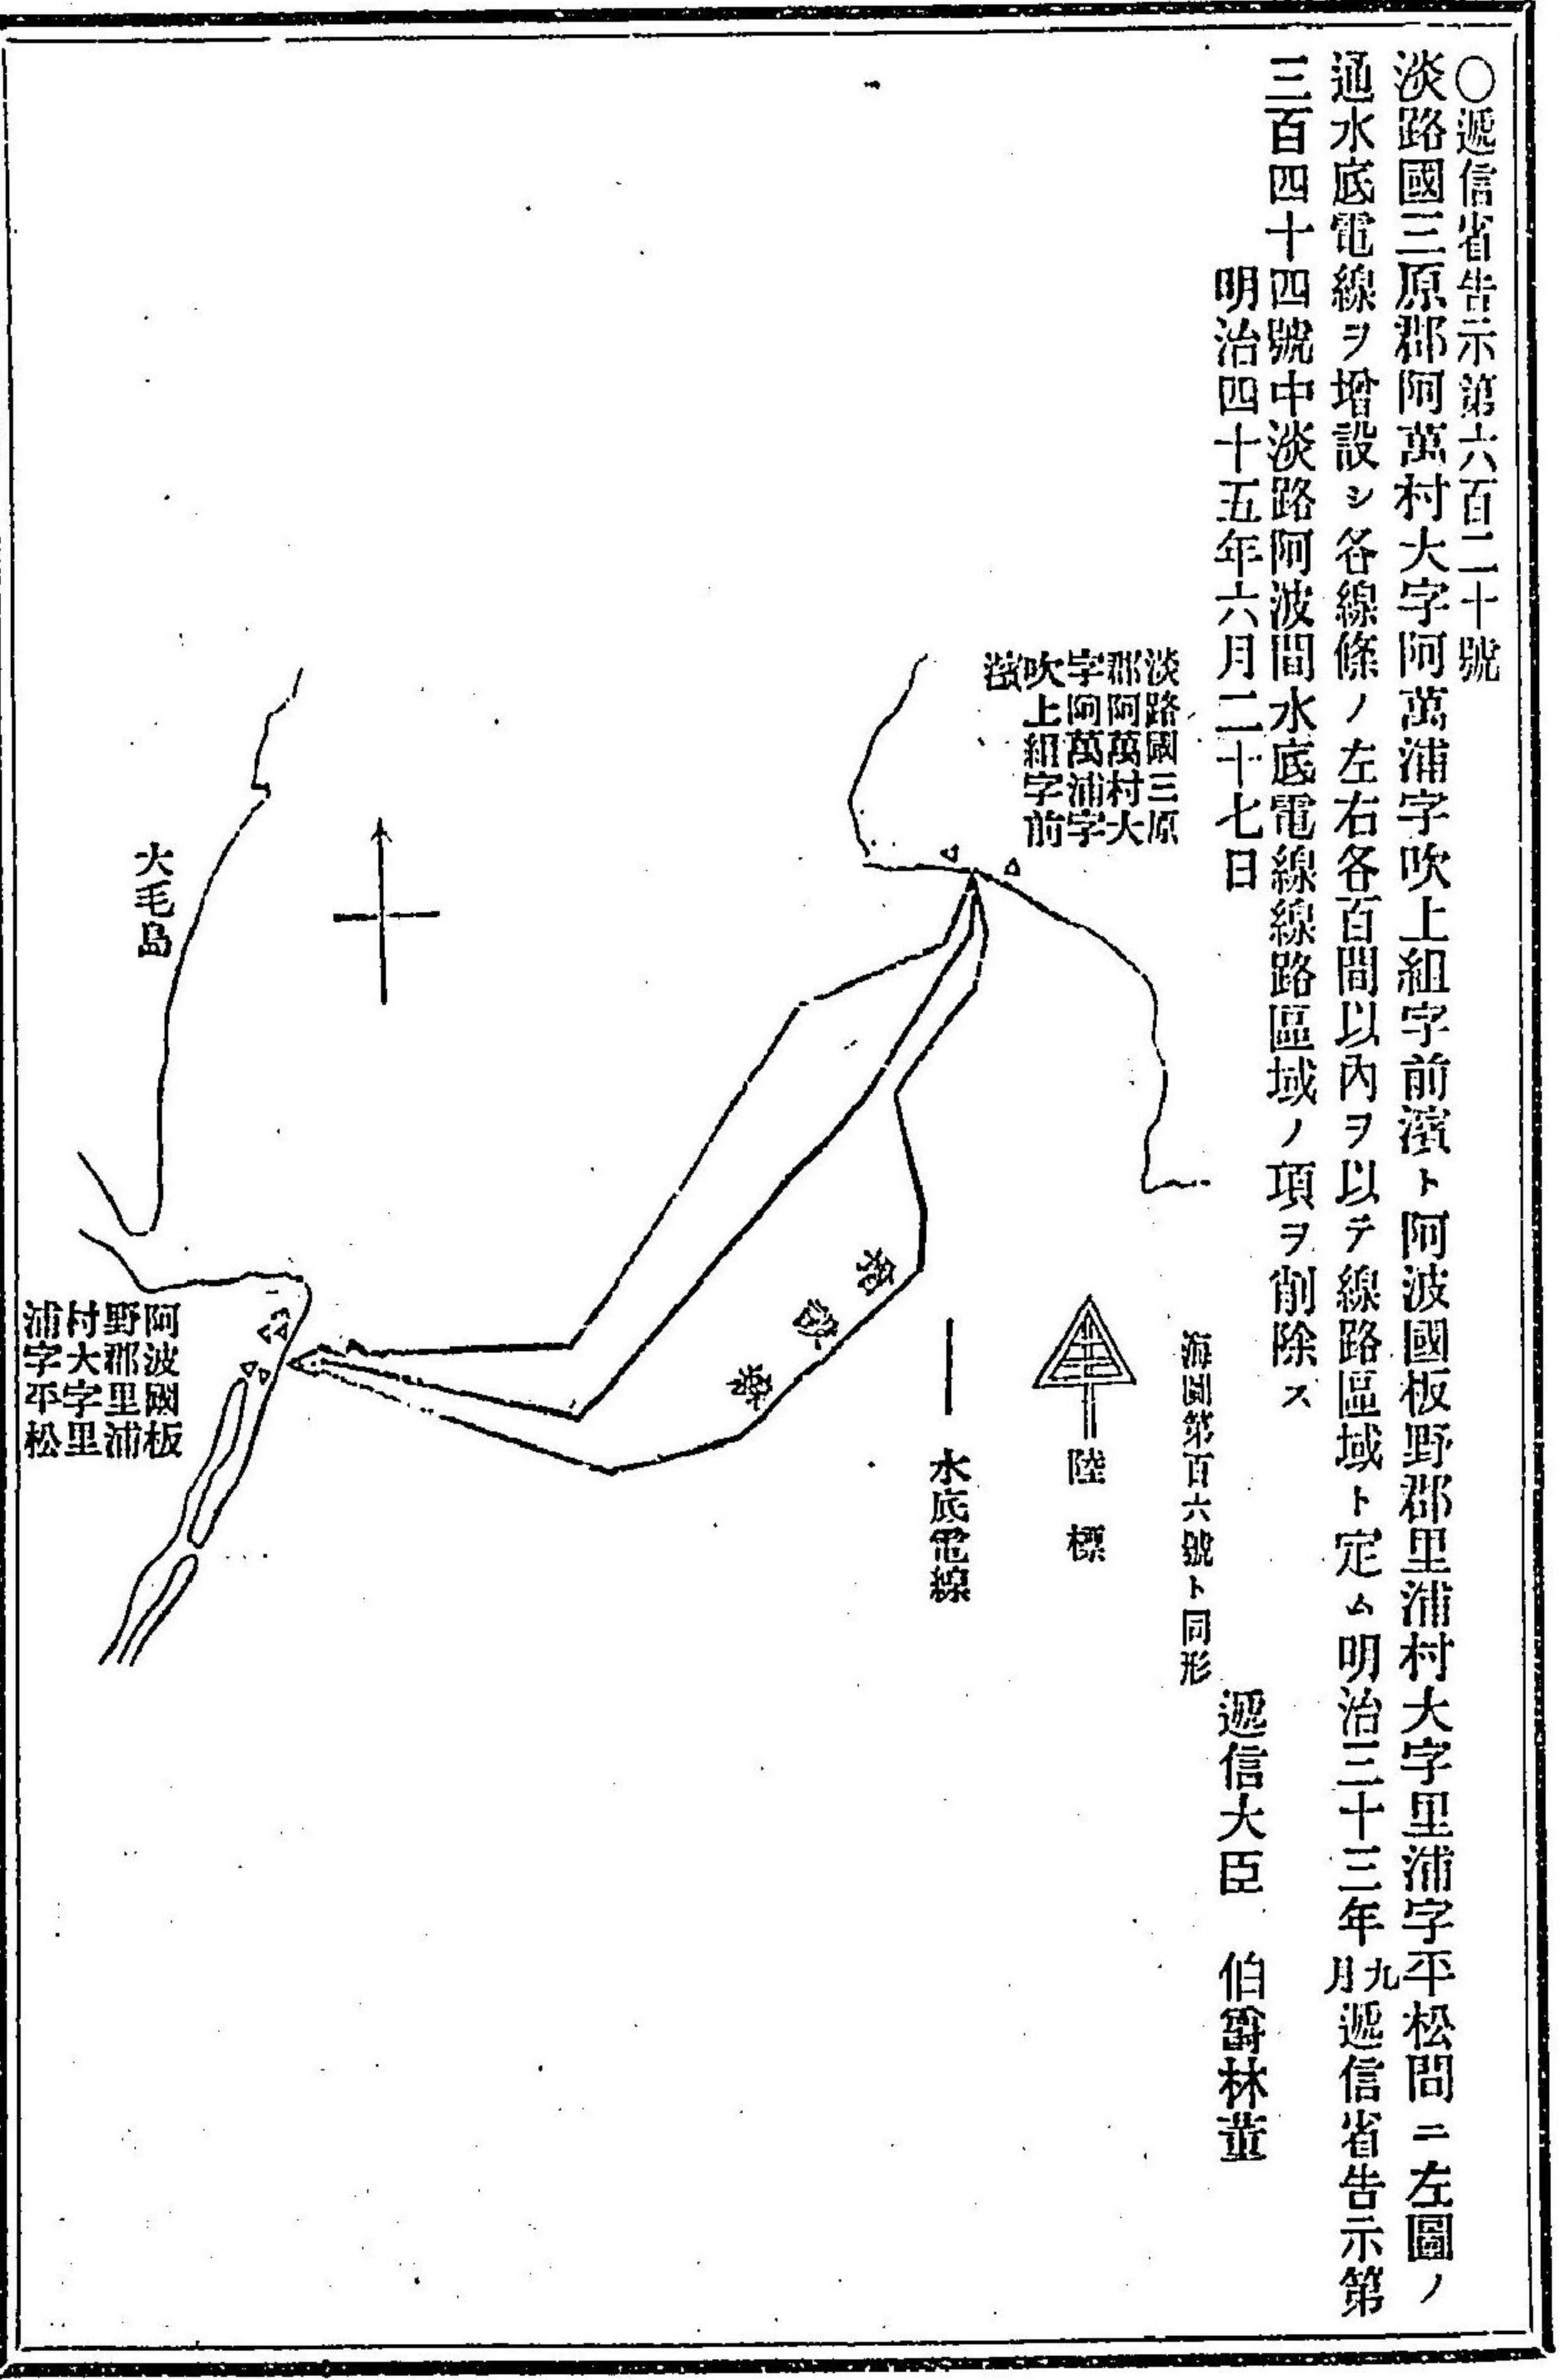 ○遞信省告示第六百二十號
淡路國三原郡阿萬村大字阿萬浦字吹上組字前濱ト阿波國板野郡里浦村大字里浦字平松間ニ左圖ノ
通水底電線ヲ增設シ各線條ノ左右各百間以內ヲ以テ線路區域ト定ム明治三十三年九月遞信省告示第
三百四十四號中淡路阿波間水底電線線路區域ノ項ヲ削除ス
明治四十五年六月二十七日
遞信大臣 伯爵林董
海圖第百六號ト同形
淡路國三原
郡阿萬村大
字阿萬浦字
吹上組字前
濱
陸標
水底電線
大毛島
阿波國板
野郡里浦
村大字里
浦字平松